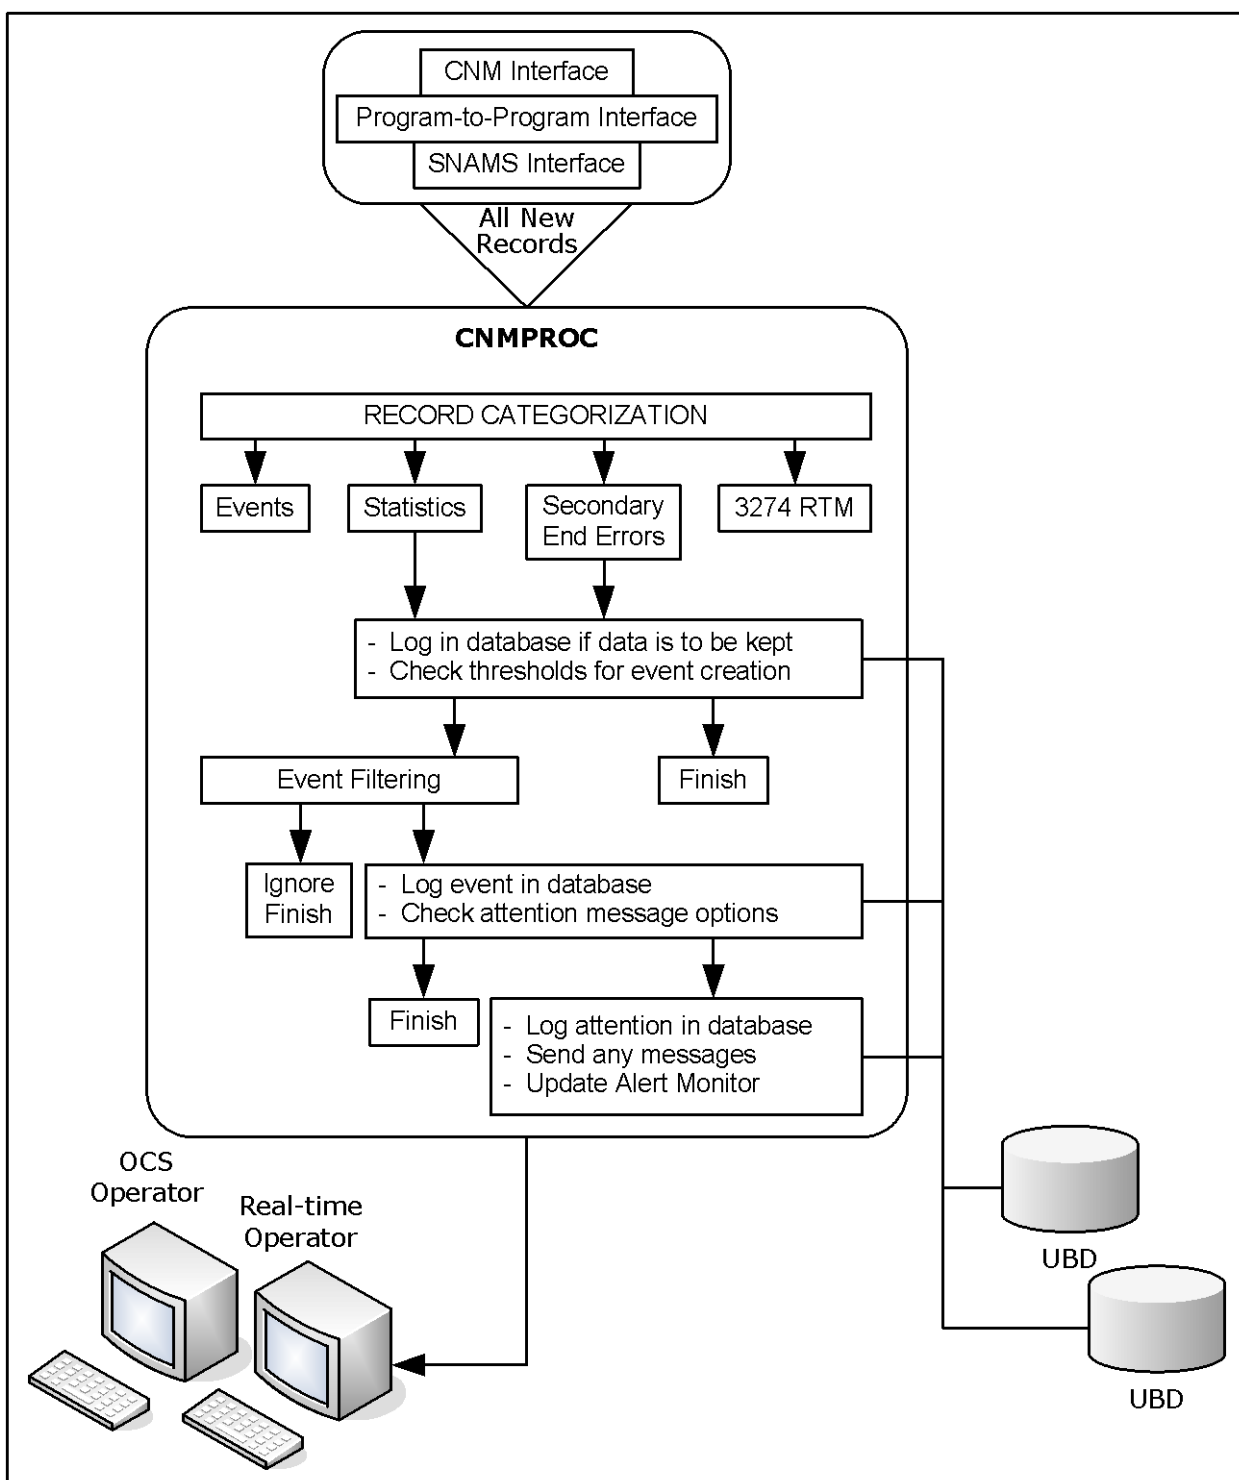 CNM Interface
Program-to-Program Interface
SNAMS Interface
All New
Records
CNMPROC
RECORD CATEGORIZATION
Events
Statistics
Secondary
End Errors
3274 RTM
- Log in database if data is to be kept
- Check thresholds for event creation
Event Filtering
Finish
Ignore
Finish
- Log event in database
- Check attention message options
Finish
- Log attention in database
- Send any messages
- Update Alert Monitor
OCS
Operator
Real-time
Operator
UBD
UBD